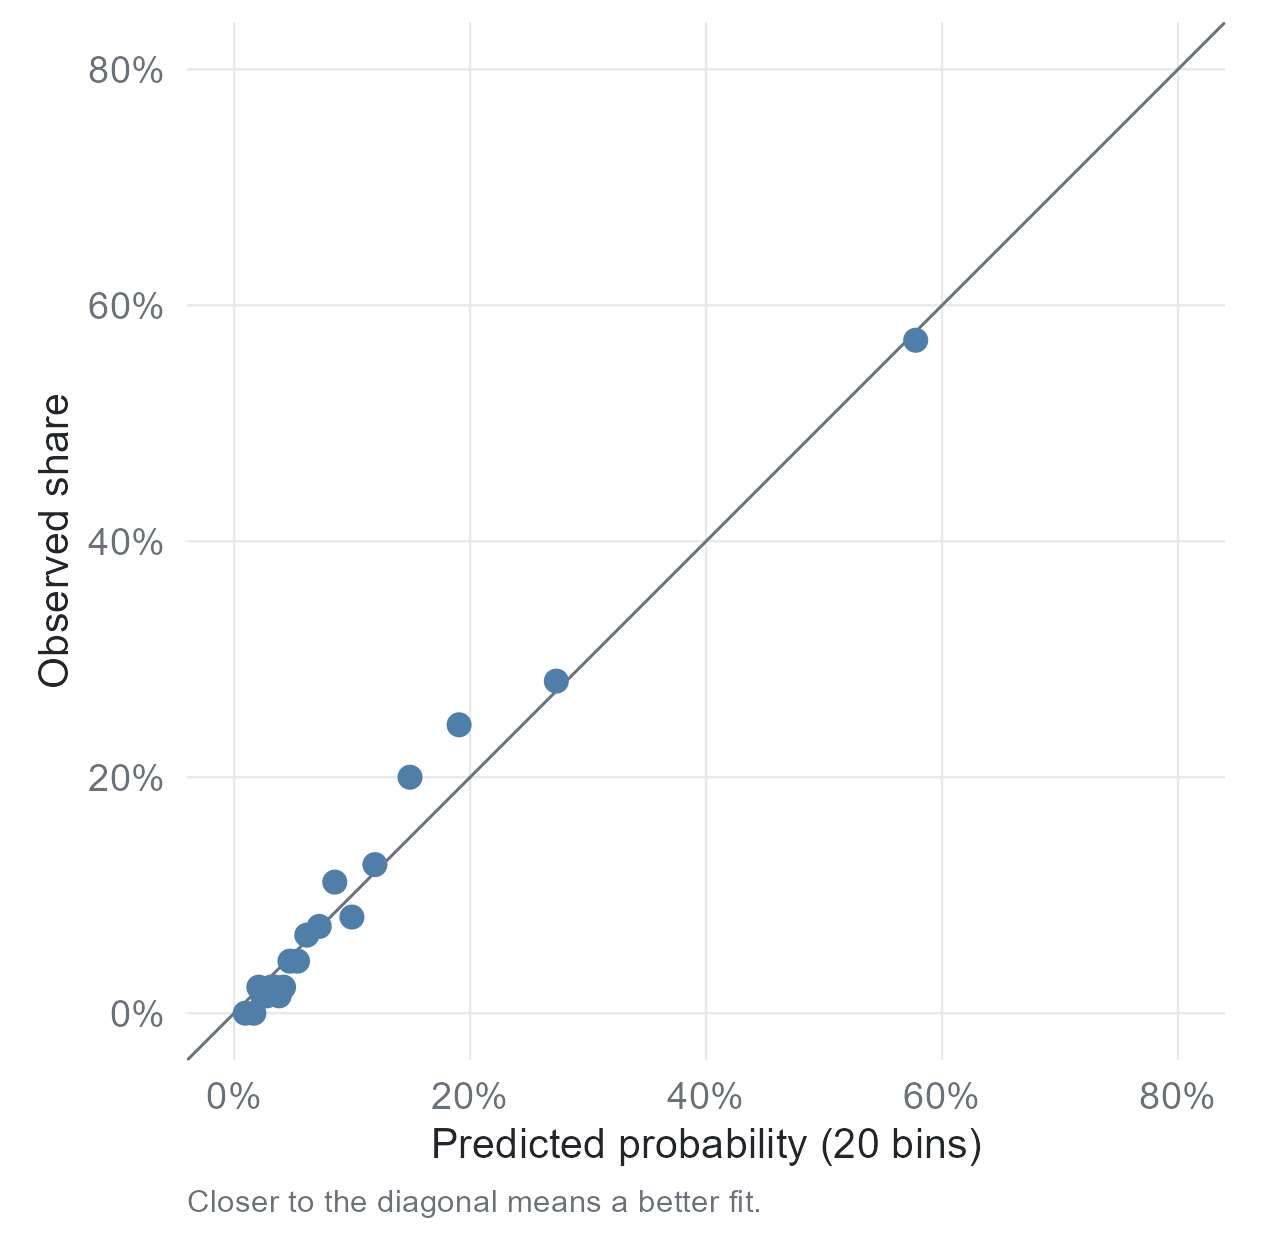 80%
60%
40%
20%
0%
Observed share
0% 20% 40% 60% 80%
Predicted probability (20 bins)
Closer to the diagonal means a better fit.